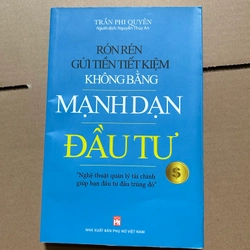 TRẦN PHI QUYÊN
Người dịch: Nguyễn Thúy An
RÓN RÉN
GỬI TIỀN TIẾT KIỆM
KHÔNG BẰNG
MẠNH DẠN
ĐẦU TƯ
$
"Nghệ thuật quản lý tài chính
giúp bạn đầu tư đâu trúng đó"
NHÀ XUẤT BẢN PHỤ NỮ VIỆT NAM